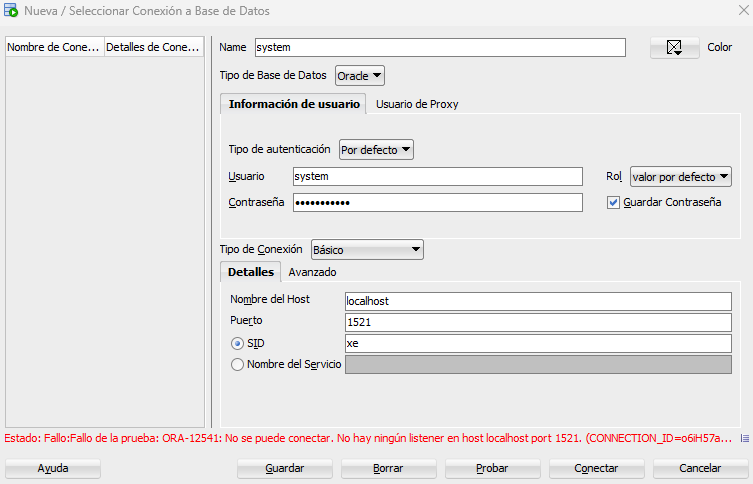 Nueva / Seleccionar Conexión a Base de Datos
Nombre de Cone... Detalles de Cone...
Name system Color
Tipo de Base de Datos Oracle
Información de usuario Usuario de Proxy
Tipo de autenticación Por defecto
Usuario system Rol valor por defecto
Contraseña ••••••••••• Guardar Contraseña
Tipo de Conexión Básico
Detalles Avanzado
Nombre del Host localhost
Puerto 1521
SID xe
Nombre del Servicio
Estado: Fallo:Fallo de la prueba: ORA-12541: No se puede conectar. No hay ningún listener en host localhost port 1521. (CONNECTION_ID=o6iH57a...
Ayuda Guardar Borrar Probar Conectar Cancelar